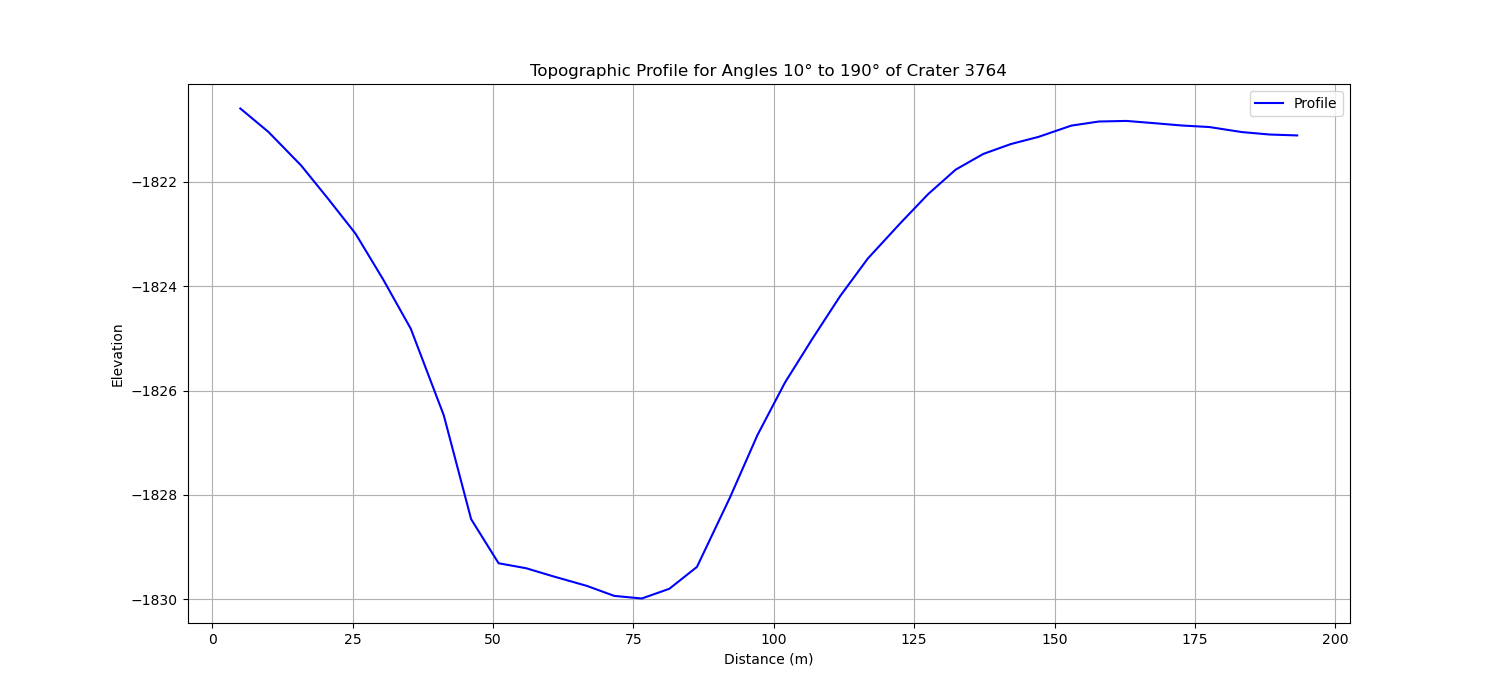 Topographic Profile for Angles 10° to 190° of Crater 3764
Profile
Elevation
−1822
−1824
−1826
−1828
−1830
0 25 50 75 100 125 150 175 200
Distance (m)